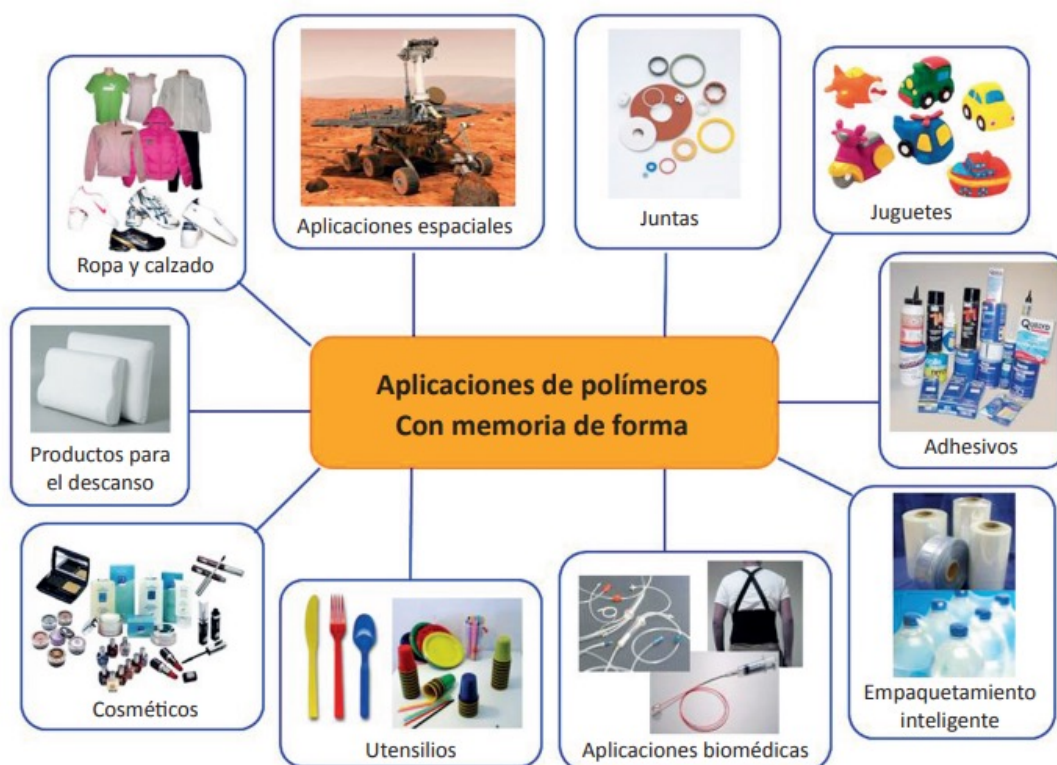 Aplicaciones espaciales
Juntas
Juguetes
Ropa y calzado
Aplicaciones de polímeros
Con memoria de forma
Adhesivos
Productos para
el descanso
Empaquetamiento
inteligente
Cosméticos
Utensilios
Aplicaciones biomédicas